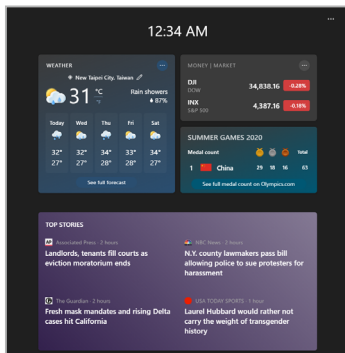 12:34 AM
WEATHER
New Taipei City, Taiwan
31 °C
°F
Rain showers
87%
Today Wed Thu Fri Sat
32° 32° 34° 33° 34°
27° 27° 28° 28° 27°
See full forecast
MONEY | MARKET
DJI
DOW
34,838.16 -0.28%
INX
S&P 500
4,387.16 -0.18%
SUMMER GAMES 2020
Medal count Total
1 China 29 18 16 63
See full medal count on Olympics.com
TOP STORIES
AP Associated Press · 2 hours
Landlords, tenants fill courts as
eviction moratorium ends
NBC News · 2 hours
N.Y. county lawmakers pass bill
allowing police to sue protesters for
harassment
The Guardian · 2 hours
Fresh mask mandates and rising Delta
cases hit California
USA TODAY SPORTS · 1 hour
Laurel Hubbard would rather not
carry the weight of transgender
history